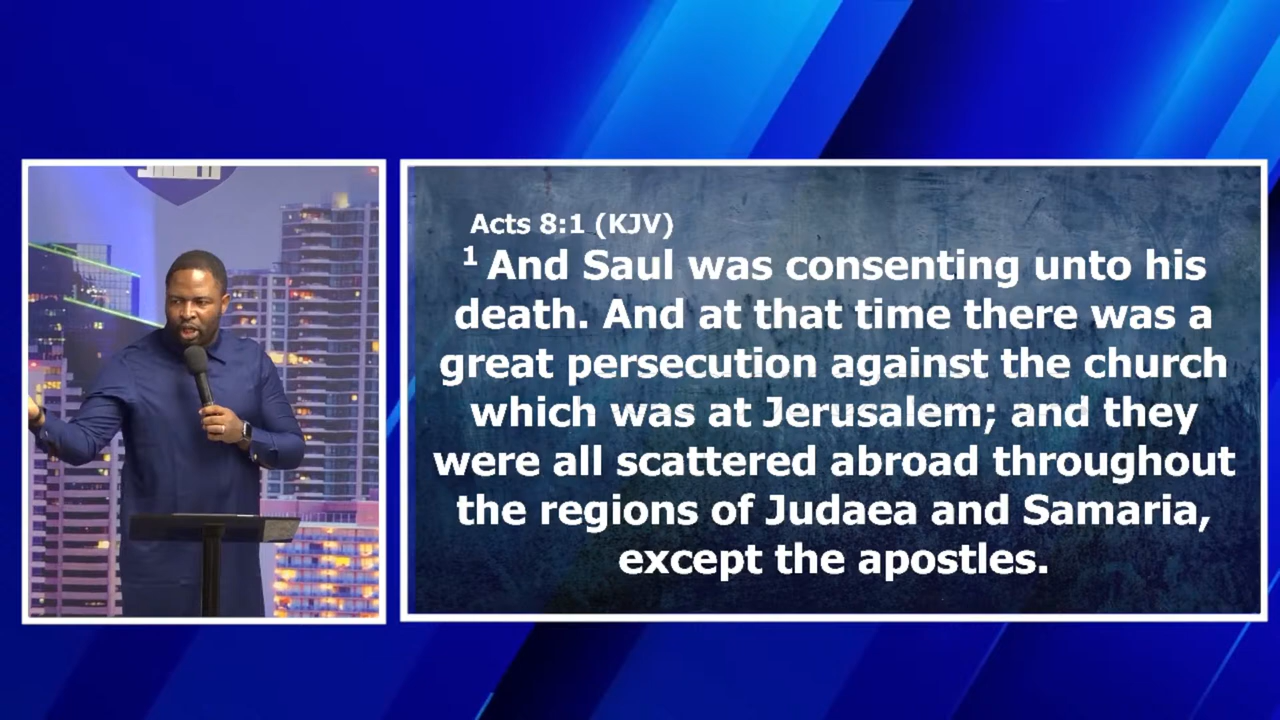 Acts 8:1 (KJV)
1 And Saul was consenting unto his
death. And at that time there was a
great persecution against the church
which was at Jerusalem; and they
were all scattered abroad throughout
the regions of Judaea and Samaria,
except the apostles.